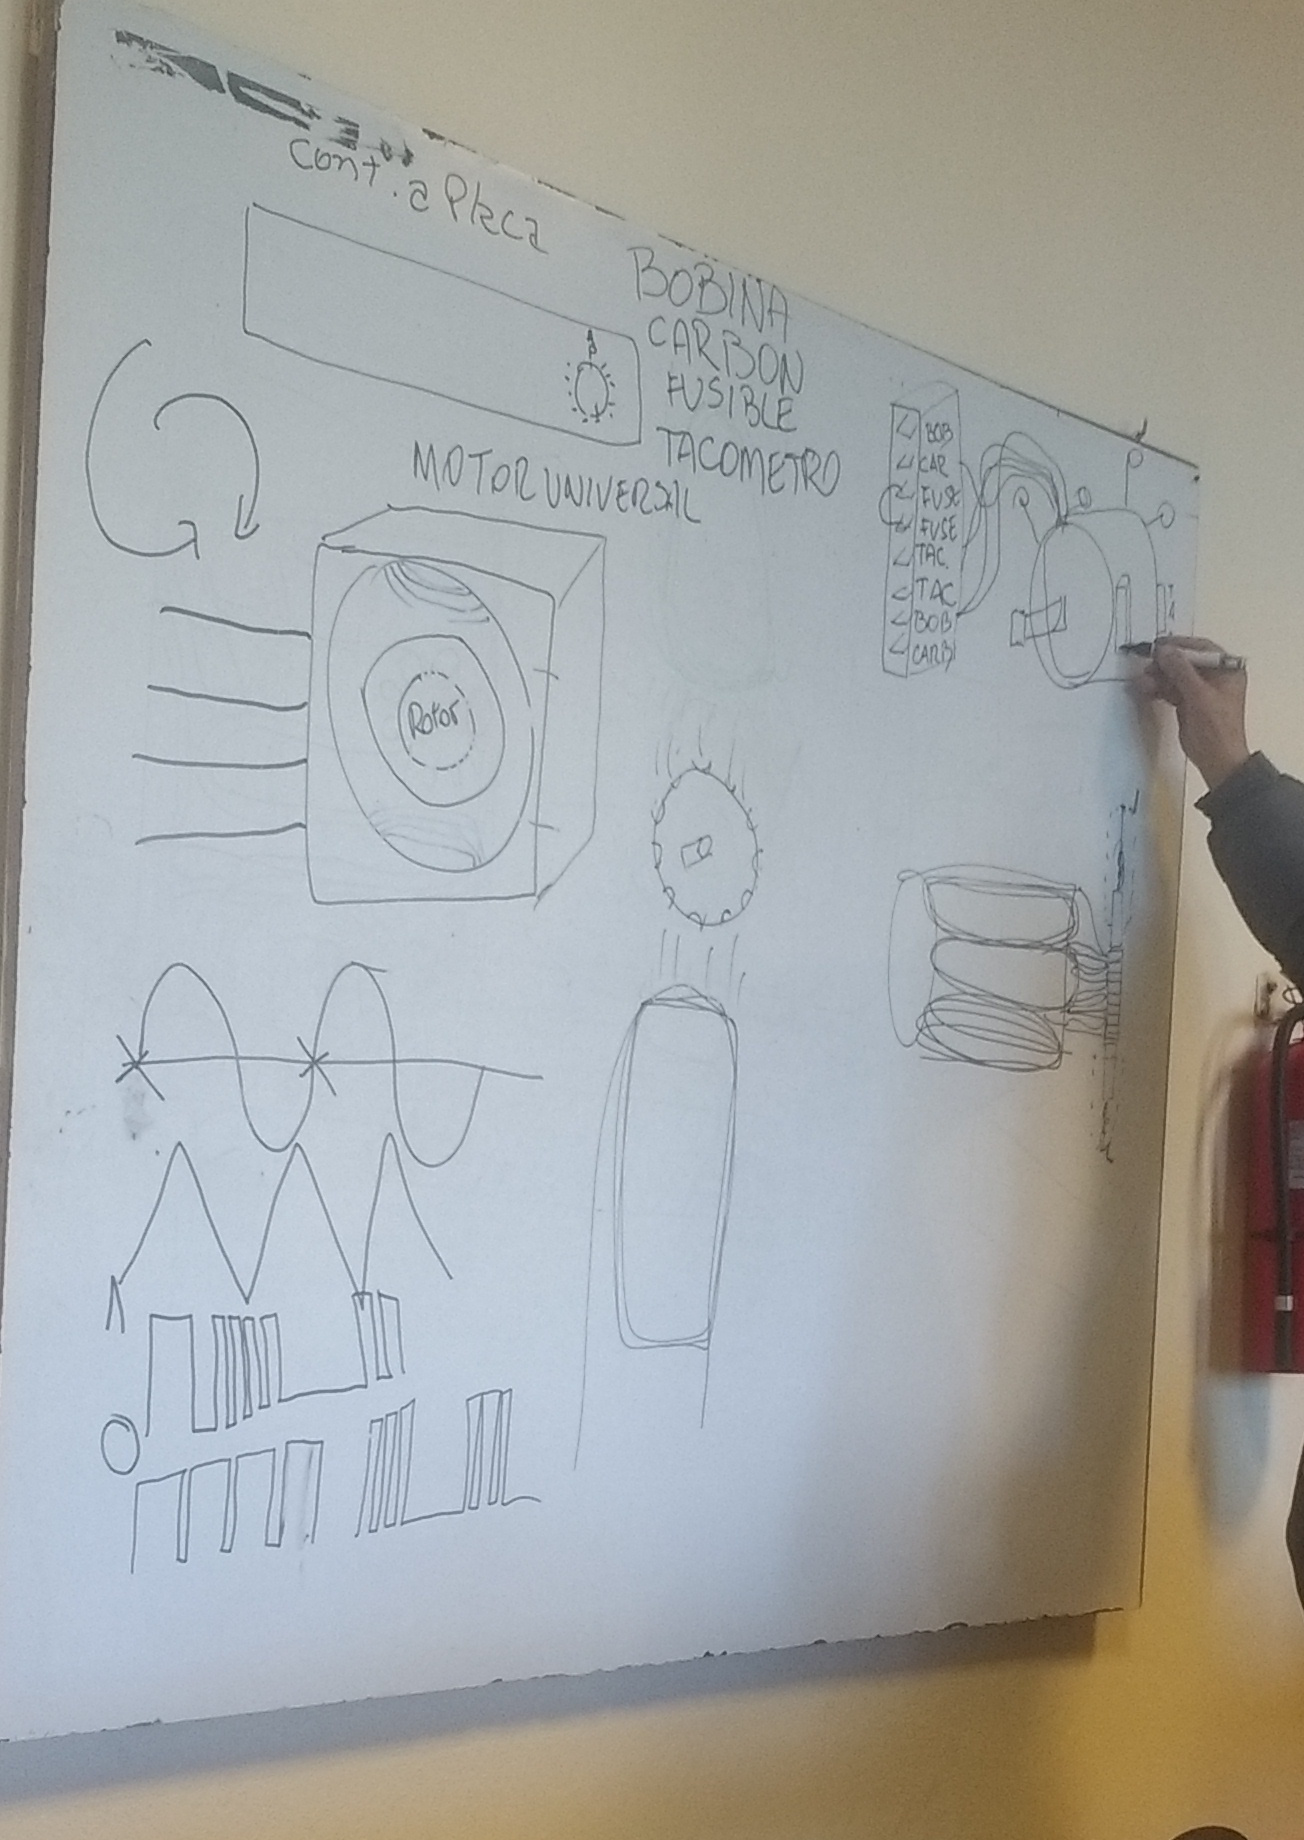 Cont. a Placa
BOBINA
CARBON
FUSIBLE
TACOMETRO
MOTOR UNIVERSAL
Rotor
BOB
CAR
FUSE
FUSE
TAC.
TAC
BOB
CARB